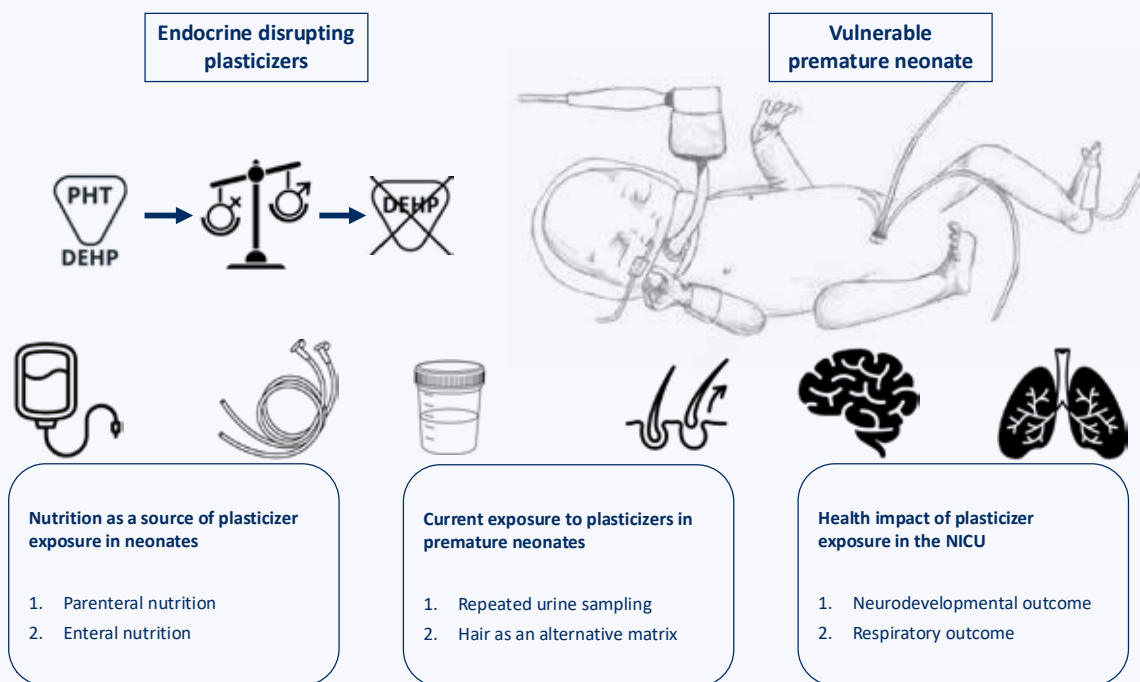 Endocrine disrupting
plasticizers
Vulnerable
premature neonate
PHT
DEHP
DEHP
Nutrition as a source of plasticizer
exposure in neonates
1. Parenteral nutrition
2. Enteral nutrition
Current exposure to plasticizers in
premature neonates
1. Repeated urine sampling
2. Hair as an alternative matrix
Health impact of plasticizer
exposure in the NICU
1. Neurodevelopmental outcome
2. Respiratory outcome